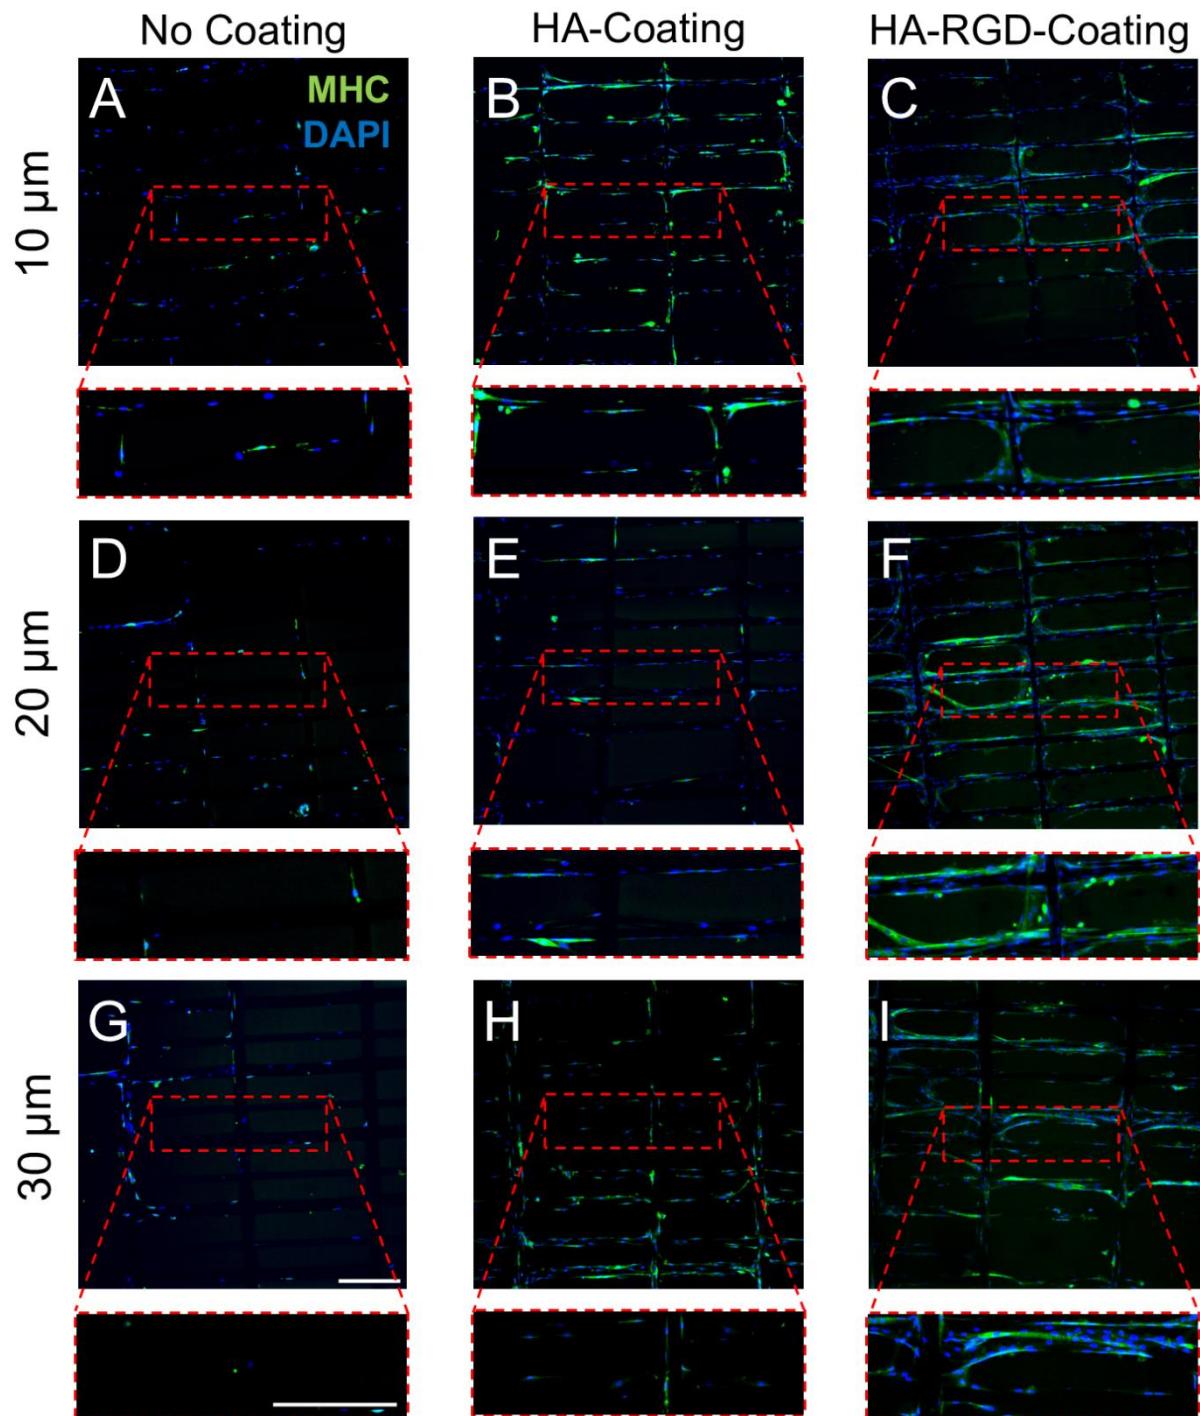 No Coating HA-Coating HA-RGD-Coating
10 µm
A MHC B C
DAPI
20 µm
D E F
30 µm
G H I